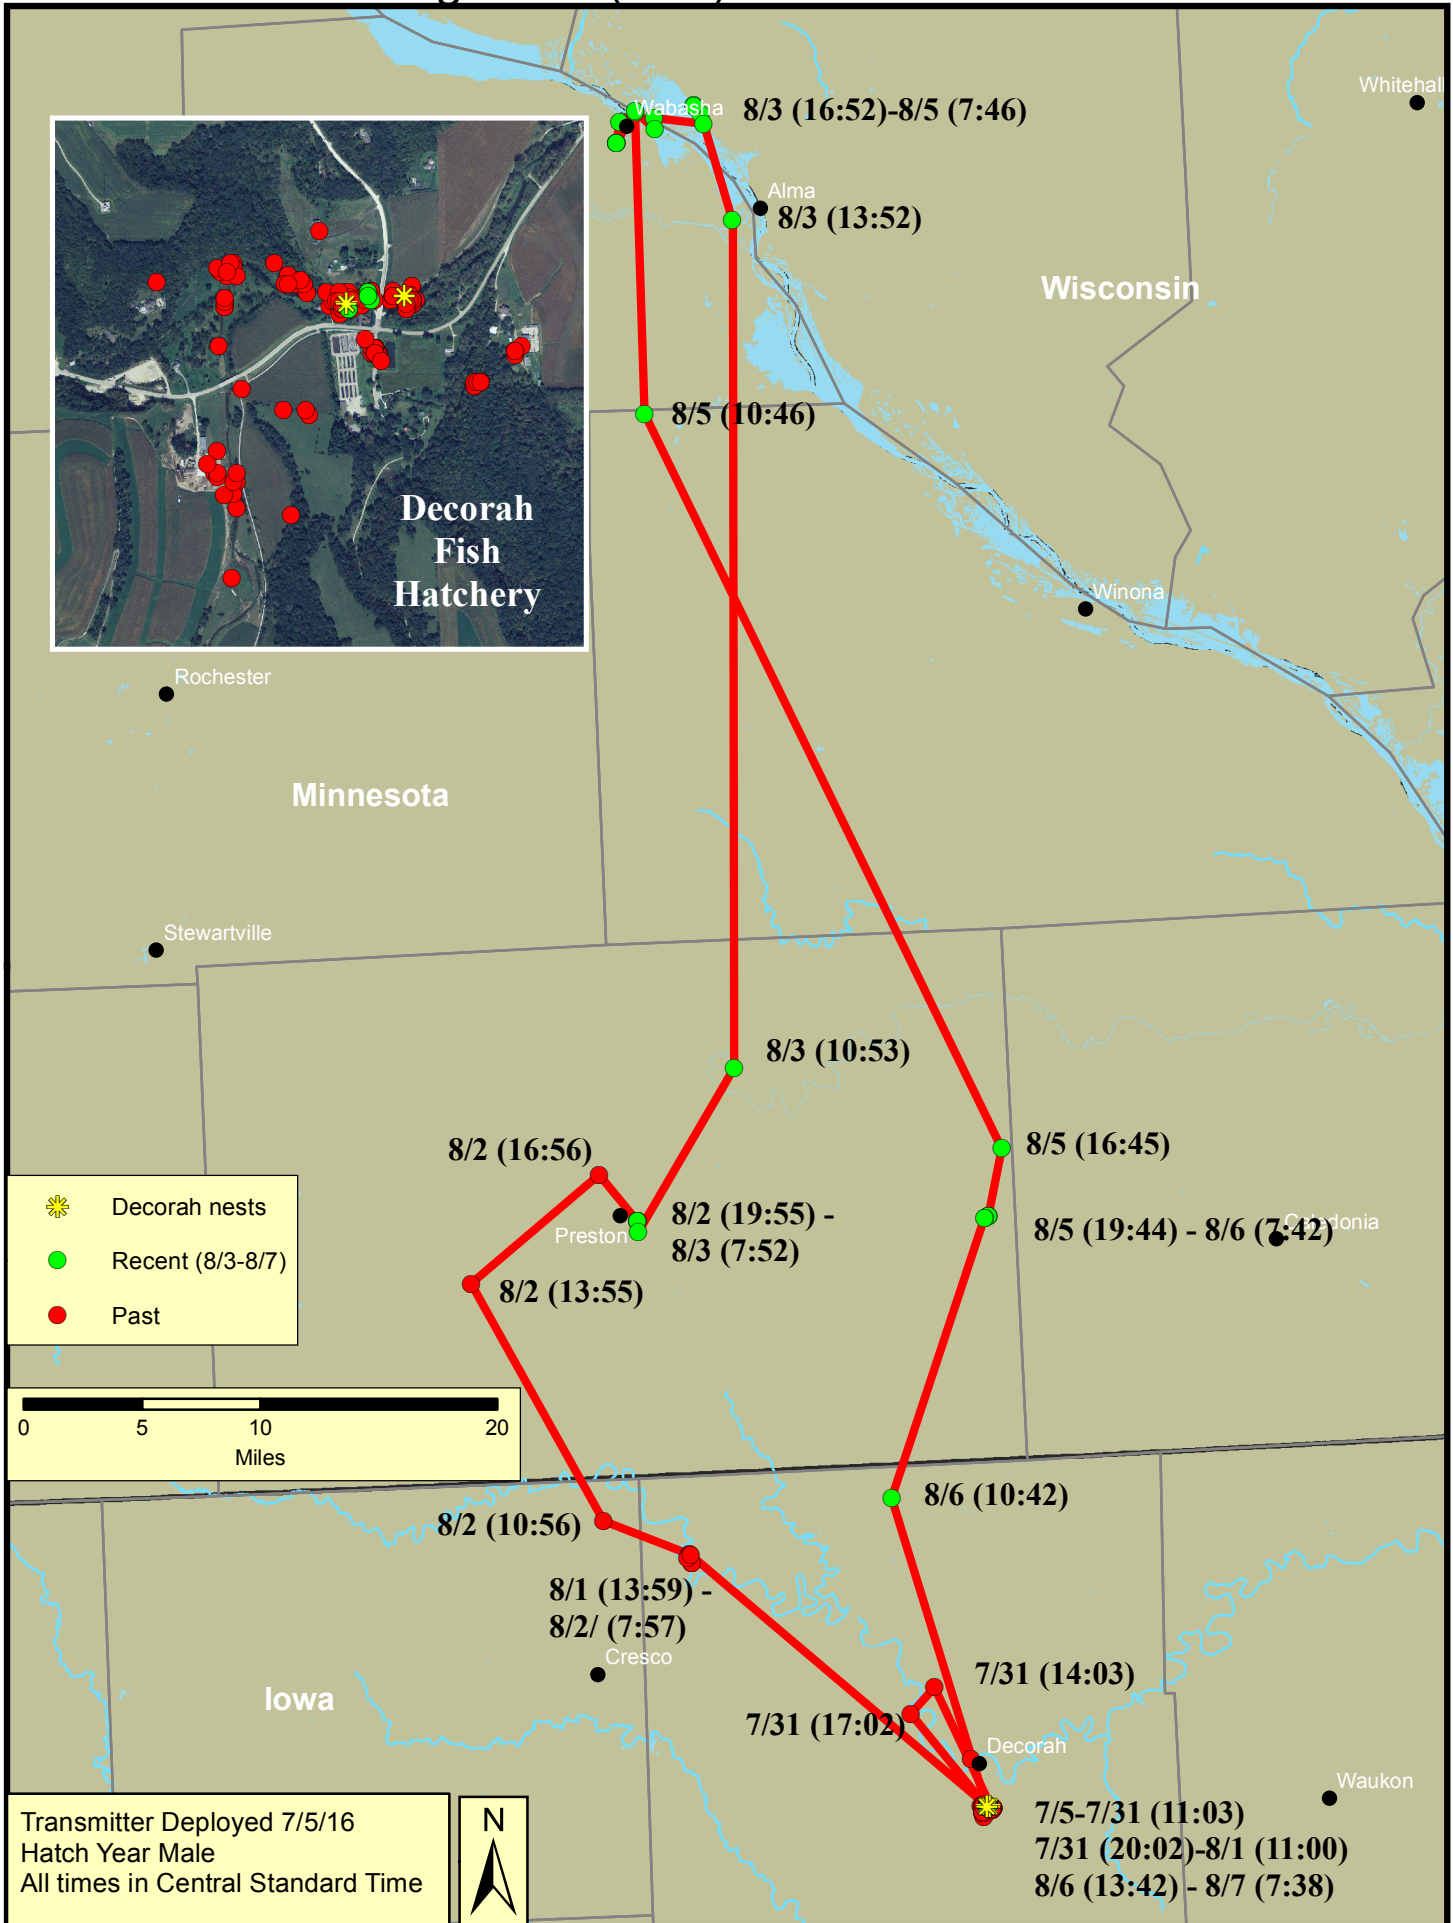 Whitehall
Wabasha
8/3 (16:52)-8/5 (7:46)
Alma
8/3 (13:52)
Wisconsin
8/5 (10:46)
Decorah
Fish
Hatchery
Winona
Rochester
Minnesota
Stewartville
8/3 (10:53)
8/2 (16:56)
8/5 (16:45)
Decorah nests
Recent (8/3-8/7)
Past
Preston
8/2 (19:55) -
8/3 (7:52)
Caledonia
8/5 (19:44) - 8/6 (7:42)
8/2 (13:55)
0 5 10 20
Miles
8/6 (10:42)
8/2 (10:56)
8/1 (13:59) -
8/2/ (7:57)
Cresco
Iowa
7/31 (14:03)
7/31 (17:02)
Decorah
Waukon
7/5-7/31 (11:03)
7/31 (20:02)-8/1 (11:00)
8/6 (13:42) - 8/7 (7:38)
Transmitter Deployed 7/5/16
Hatch Year Male
All times in Central Standard Time
N